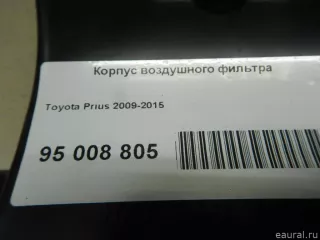 Корпус воздушного фильтра
Toyota Prius 2009-2015
95 008 805
eaural.ru